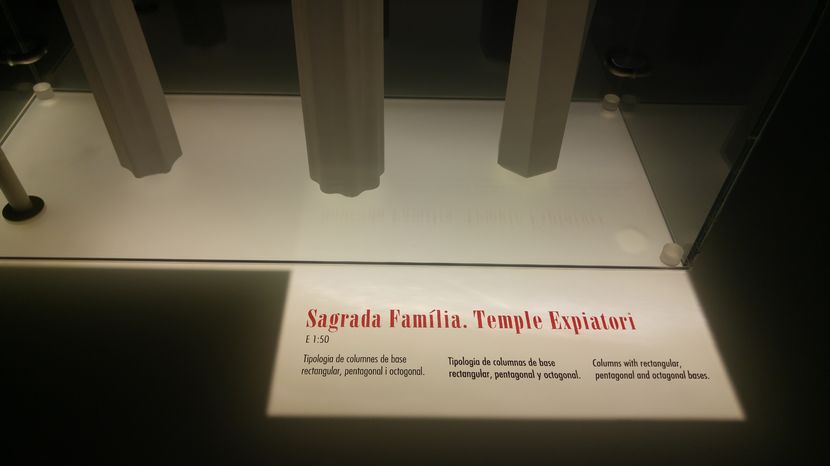 Sagrada Família. Temple Expiatori
E 1:50
Tipologia de columnes de base
rectangular, pentagonal i octogonal.
Tipologia de columnas de base
rectangular, pentagonal y octogonal.
Columns with rectangular,
pentagonal and octagonal bases.